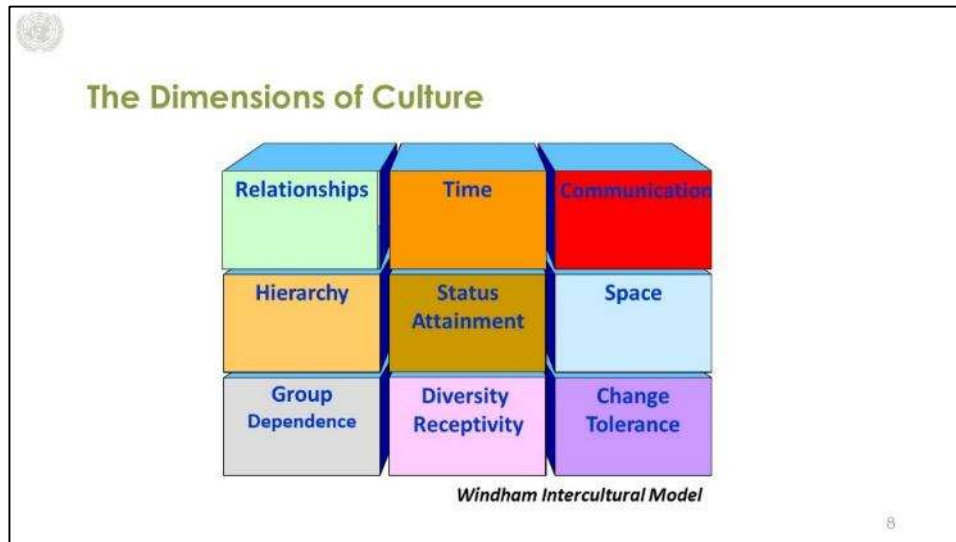 The Dimensions of Culture
Relationships
Time
Communication
Hierarchy
Status
Attainment
Space
Group
Dependence
Diversity
Receptivity
Change
Tolerance
Windham Intercultural Model
8